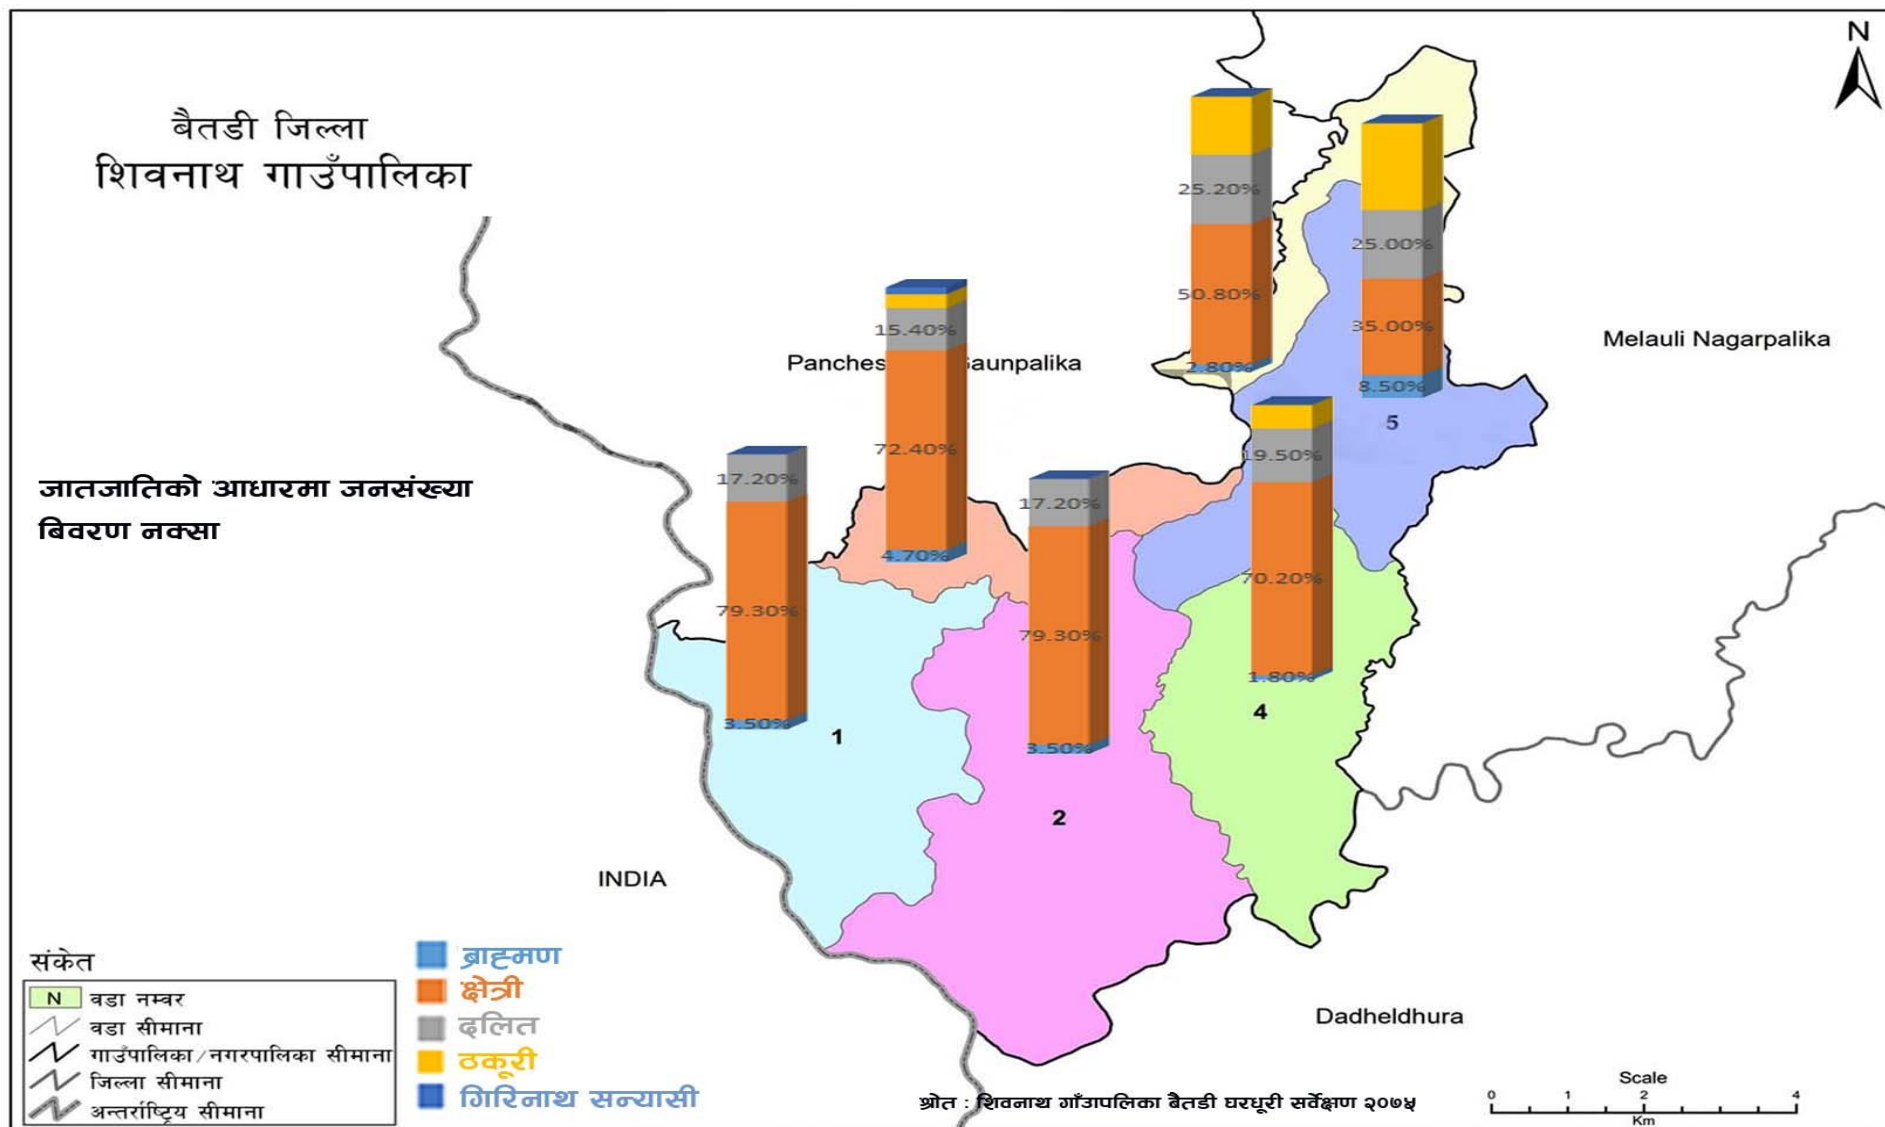 N
बैतडी जिल्ला
शिवनाथ गाउँपालिका
25.20%
25.00%
50.80%
35.00%
2.80%
8.50%
5
Melauli Nagarpalika
15.40%
Panches
Gaunpalika
72.40%
4.70%
19.50%
70.20%
1.80%
4
जातजातिको आधारमा जनसंख्या
बिवरण नक्सा
17.20%
79.30%
3.50%
1
17.20%
79.30%
3.50%
2
INDIA
Dadheldhura
संकेत
N वडा नम्बर
वडा सीमाना
गाउँपालिका/नगरपालिका सीमाना
जिल्ला सीमाना
अन्तर्राष्ट्रिय सीमाना
ब्राह्मण
क्षेत्री
दलित
ठकूरी
गिरिनाथ सन्यासी
श्रोत : शिवनाथ गाँउापलिका बैतडी घरधूरी सर्वेक्षण २०७५
Scale
0 1 2 4
Km